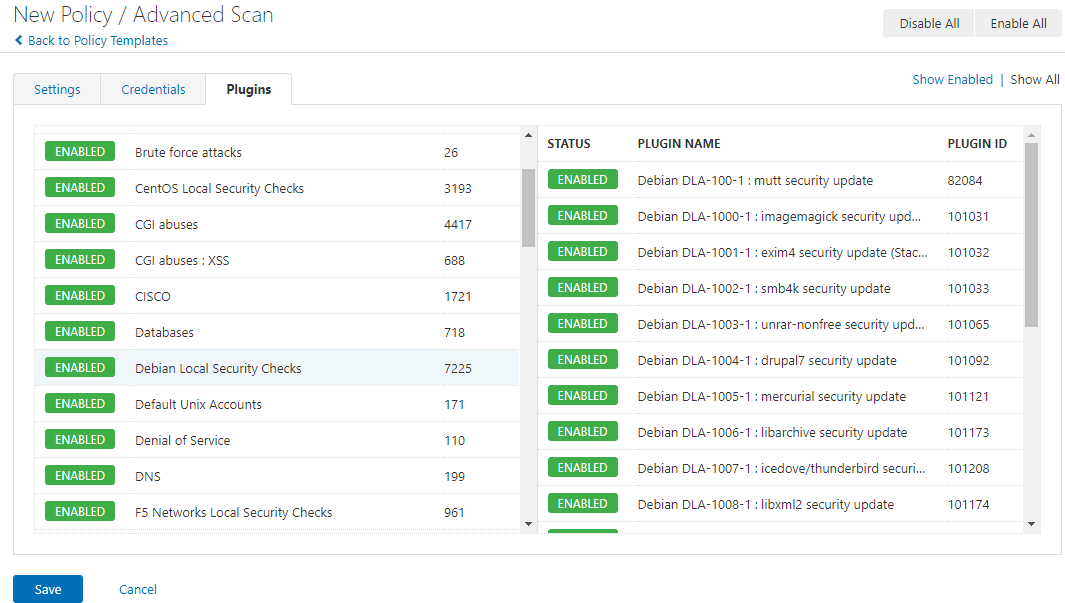 New Policy / Advanced Scan
Disable All Enable All
Back to Policy Templates
Show Enabled | Show All
Settings Credentials Plugins
ENABLED Brute force attacks 26
ENABLED CentOS Local Security Checks 3193
ENABLED CGI abuses 4417
ENABLED CGI abuses : XSS 688
ENABLED CISCO 1721
ENABLED Databases 718
ENABLED Debian Local Security Checks 7225
ENABLED Default Unix Accounts 171
ENABLED Denial of Service 110
ENABLED DNS 199
ENABLED F5 Networks Local Security Checks 961
STATUS PLUGIN NAME PLUGIN ID
ENABLED Debian DLA-100-1 : mutt security update 82084
ENABLED Debian DLA-1000-1 : imagemagick security upd... 101031
ENABLED Debian DLA-1001-1 : exim4 security update (Stac... 101032
ENABLED Debian DLA-1002-1 : smb4k security update 101033
ENABLED Debian DLA-1003-1 : unrar-nonfree security upd... 101065
ENABLED Debian DLA-1004-1 : drupal7 security update 101092
ENABLED Debian DLA-1005-1 : mercurial security update 101121
ENABLED Debian DLA-1006-1 : libarchive security update 101173
ENABLED Debian DLA-1007-1 : icedove/thunderbird securi... 101208
ENABLED Debian DLA-1008-1 : libxml2 security update 101174
Save Cancel